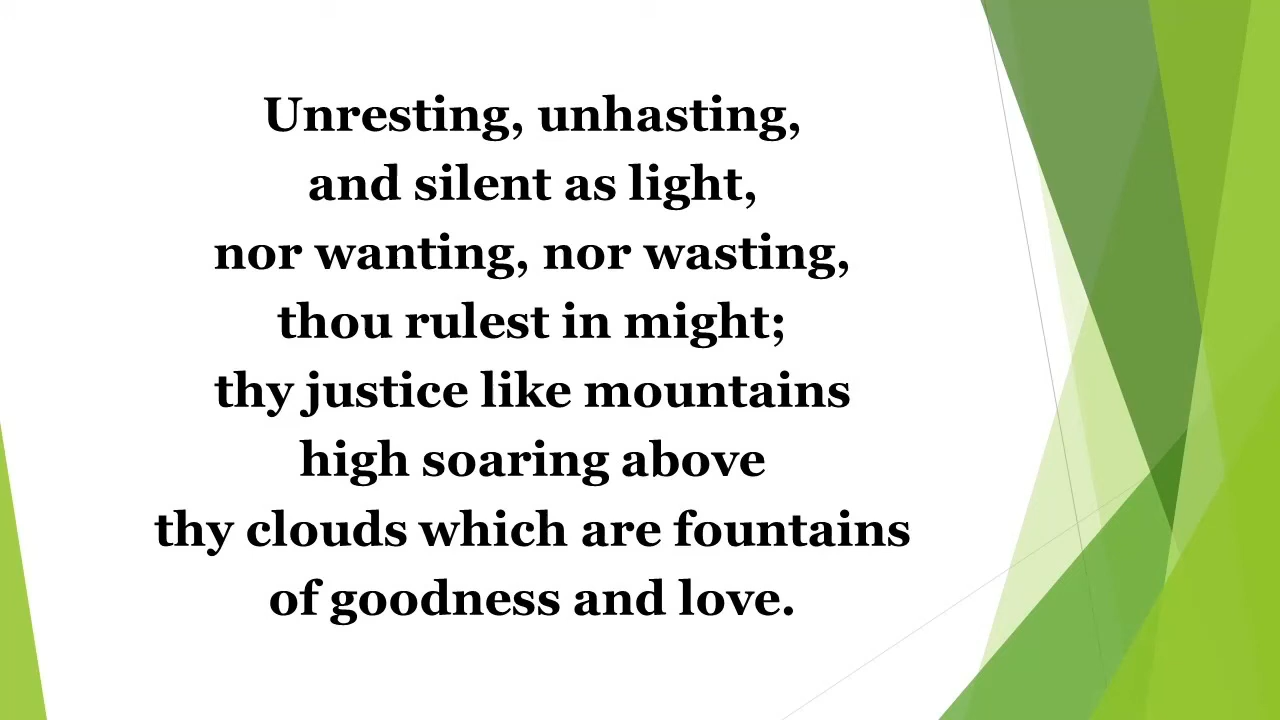 Unresting, unhasting,
and silent as light,
nor wanting, nor wasting,
thou rulest in might;
thy justice like mountains
high soaring above
thy clouds which are fountains
of goodness and love.